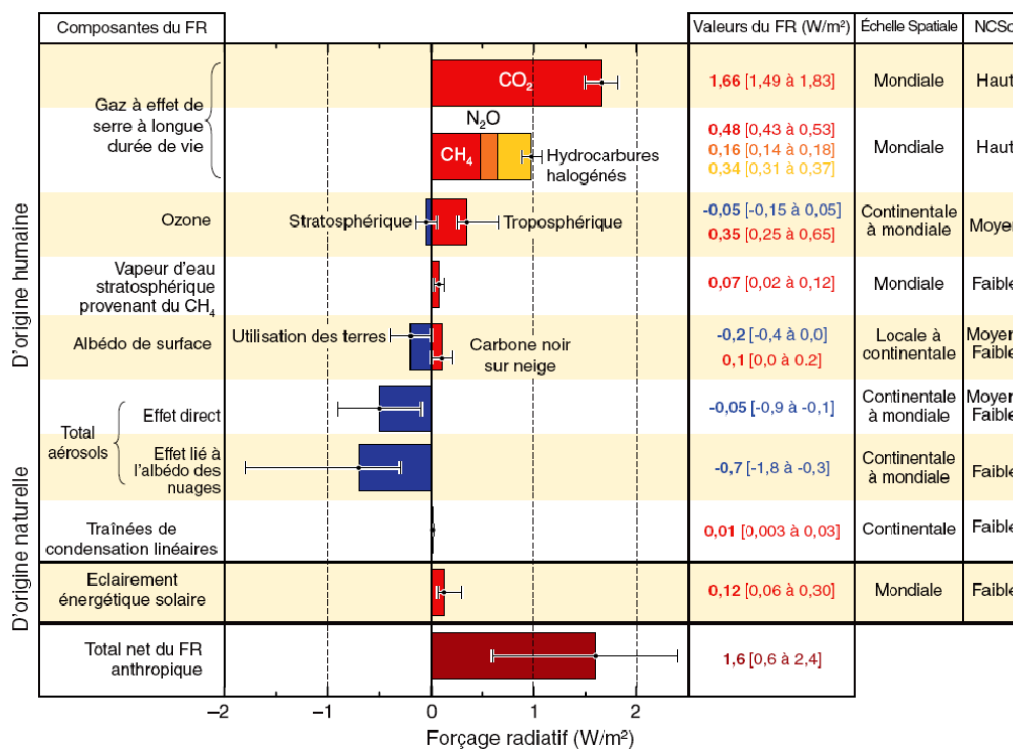 Composantes du FR
Valeurs du FR (W/m²)
Échelle Spatiale
NCSc
D'origine humaine
Gaz à effet de
serre à longue
durée de vie
CO₂
1,66 [1,49 à 1,83]
Mondiale
Haut
N₂O
CH₄
Hydrocarbures
halogénés
0,48 [0,43 à 0,53]
0,16 [0,14 à 0,18]
0,34 [0,31 à 0,37]
Mondiale
Haut
Ozone
Stratosphérique
Troposphérique
-0,05 [-0,15 à 0,05]
0,35 [0,25 à 0,65]
Continentale
à mondiale
Moyen
Vapeur d'eau
stratosphérique
provenant du CH₄
0,07 [0,02 à 0,12]
Mondiale
Faible
Albédo de surface
Utilisation des terres
Carbone noir
sur neige
-0,2 [-0,4 à 0,0]
0,1 [0,0 à 0.2]
Locale à
continentale
Moyen
Faible
Total
aérosols
Effet direct
-0,05 [-0,9 à -0,1]
Continentale
à mondiale
Moyen
Faible
Effet lié à
l'albédo des
nuages
-0,7 [-1,8 à -0,3]
Continentale
à mondiale
Faible
D'origine naturelle
Traînées de
condensation linéaires
0,01 [0,003 à 0,03]
Continentale
Faible
Eclairement
énergétique solaire
0,12 [0,06 à 0,30]
Mondiale
Faible
Total net du FR
anthropique
1,6 [0,6 à 2,4]
–2 –1 0 1 2
Forçage radiatif (W/m²)